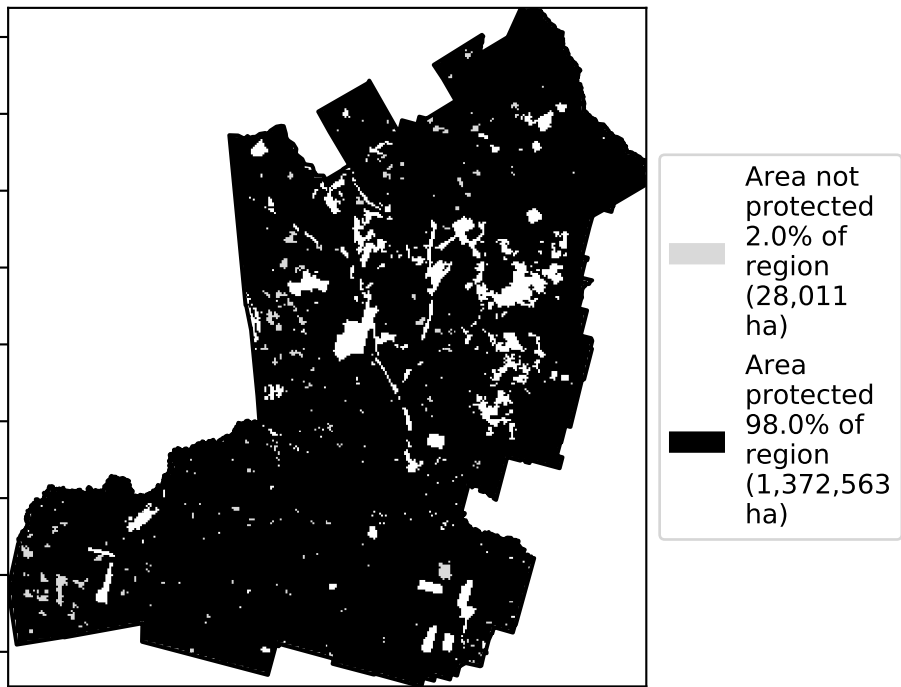 Area not
protected
2.0% of
region
(28,011
ha)
Area
protected
98.0% of
region
(1,372,563
ha)